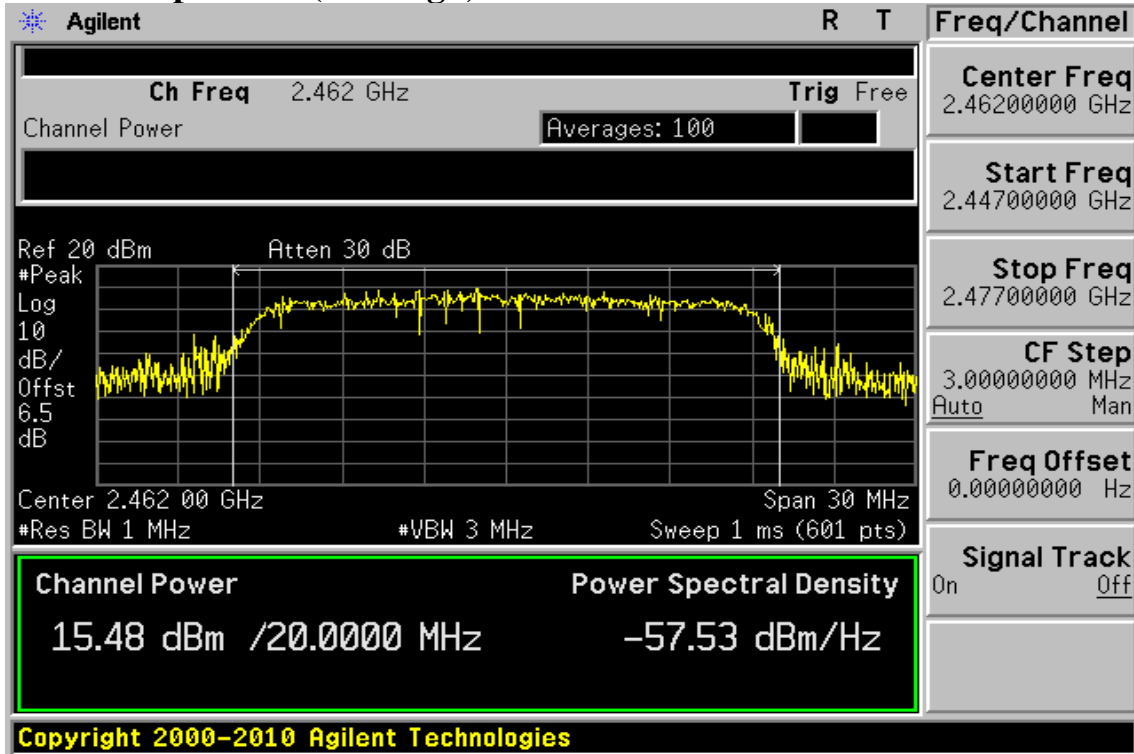 Agilent R T
Ch Freq 2.462 GHz Trig Free
Channel Power Averages: 100
Ref 20 dBm Atten 30 dB
#Peak
Log
10
dB/
Offst
6.5
dB
Center 2.462 00 GHz Span 30 MHz
#Res BW 1 MHz #VBW 3 MHz Sweep 1 ms (601 pts)
Channel Power Power Spectral Density
15.48 dBm /20.0000 MHz -57.53 dBm/Hz
Copyright 2000-2010 Agilent Technologies
Freq/Channel
Center Freq
2.46200000 GHz
Start Freq
2.44700000 GHz
Stop Freq
2.47700000 GHz
CF Step
3.00000000 MHz
Auto Man
Freq Offset
0.00000000 Hz
Signal Track
On Off